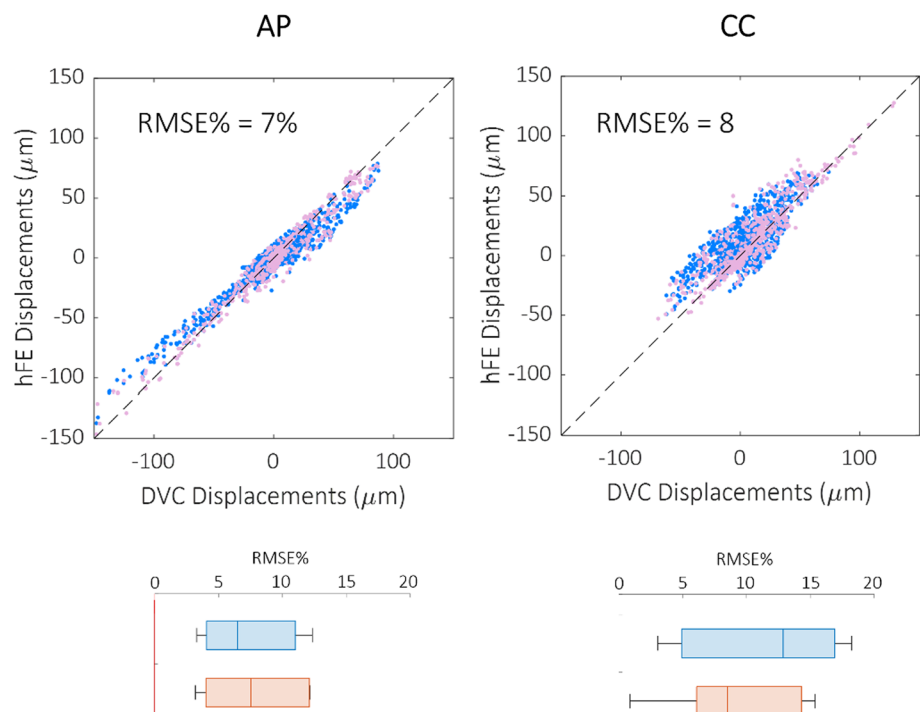 AP
CC
150
100
50
0
-50
-100
-150
hFE Displacements (μm)
RMSE% = 7%
-100
0
100
DVC Displacements (μm)
150
100
50
0
-50
-100
-150
hFE Displacements (μm)
RMSE% = 8
-100
0
100
DVC Displacements (μm)
RMSE%
0 5 10 15 20
RMSE%
0 5 10 15 20